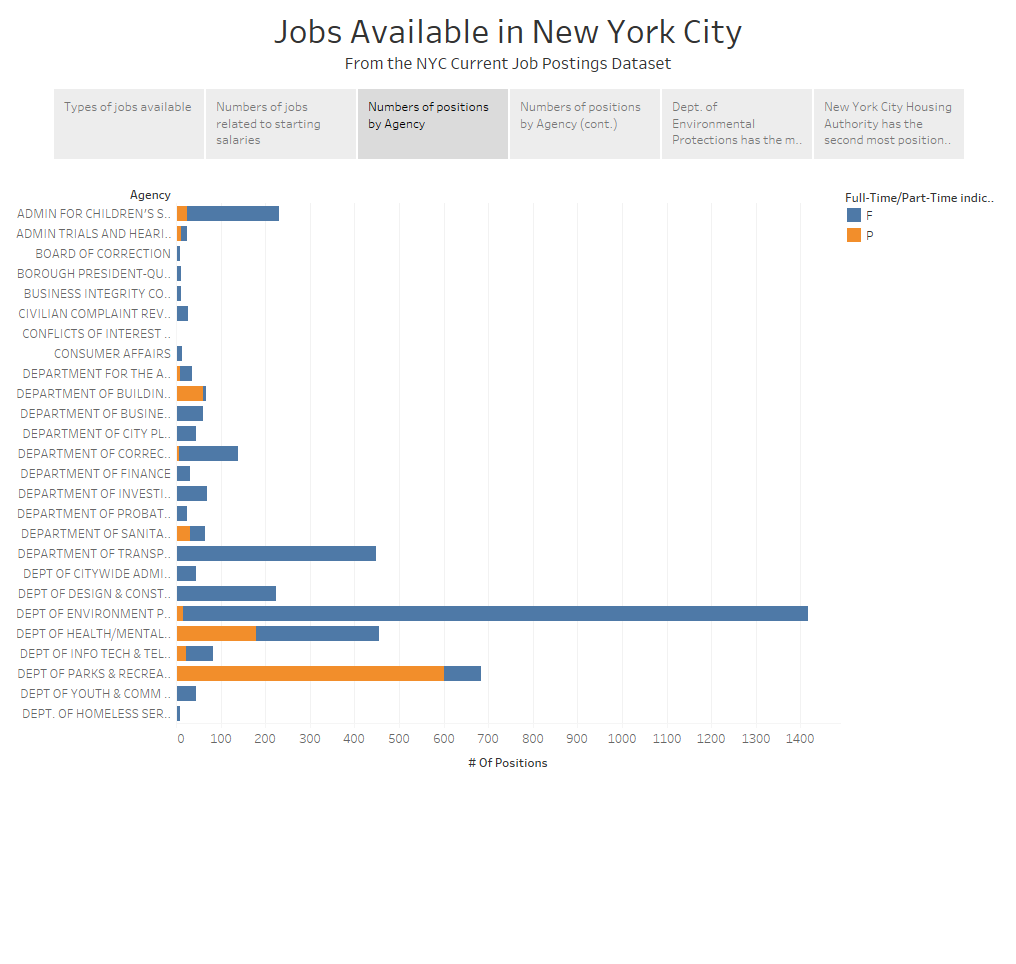 Jobs Available in New York City
From the NYC Current Job Postings Dataset
Types of jobs available
Numbers of jobs
related to starting
salaries
Numbers of positions
by Agency
Numbers of positions
by Agency (cont.)
Dept. of
Environmental
Protections has the m..
New York City Housing
Authority has the
second most position..
Agency
ADMIN FOR CHILDREN'S S..
ADMIN TRIALS AND HEARI..
BOARD OF CORRECTION
BOROUGH PRESIDENT-QU..
BUSINESS INTEGRITY CO..
CIVILIAN COMPLAINT REV..
CONFLICTS OF INTEREST ..
CONSUMER AFFAIRS
DEPARTMENT FOR THE A..
DEPARTMENT OF BUILDIN..
DEPARTMENT OF BUSINE..
DEPARTMENT OF CITY PL..
DEPARTMENT OF CORREC..
DEPARTMENT OF FINANCE
DEPARTMENT OF INVESTI..
DEPARTMENT OF PROBAT..
DEPARTMENT OF SANITA..
DEPARTMENT OF TRANSP..
DEPT OF CITYWIDE ADMI..
DEPT OF DESIGN & CONST..
DEPT OF ENVIRONMENT P..
DEPT OF HEALTH/MENTAL..
DEPT OF INFO TECH & TEL..
DEPT OF PARKS & RECREA..
DEPT OF YOUTH & COMM ..
DEPT. OF HOMELESS SER..
0 100 200 300 400 500 600 700 800 900 1000 1100 1200 1300 1400
# Of Positions
Full-Time/Part-Time indic..
F
P